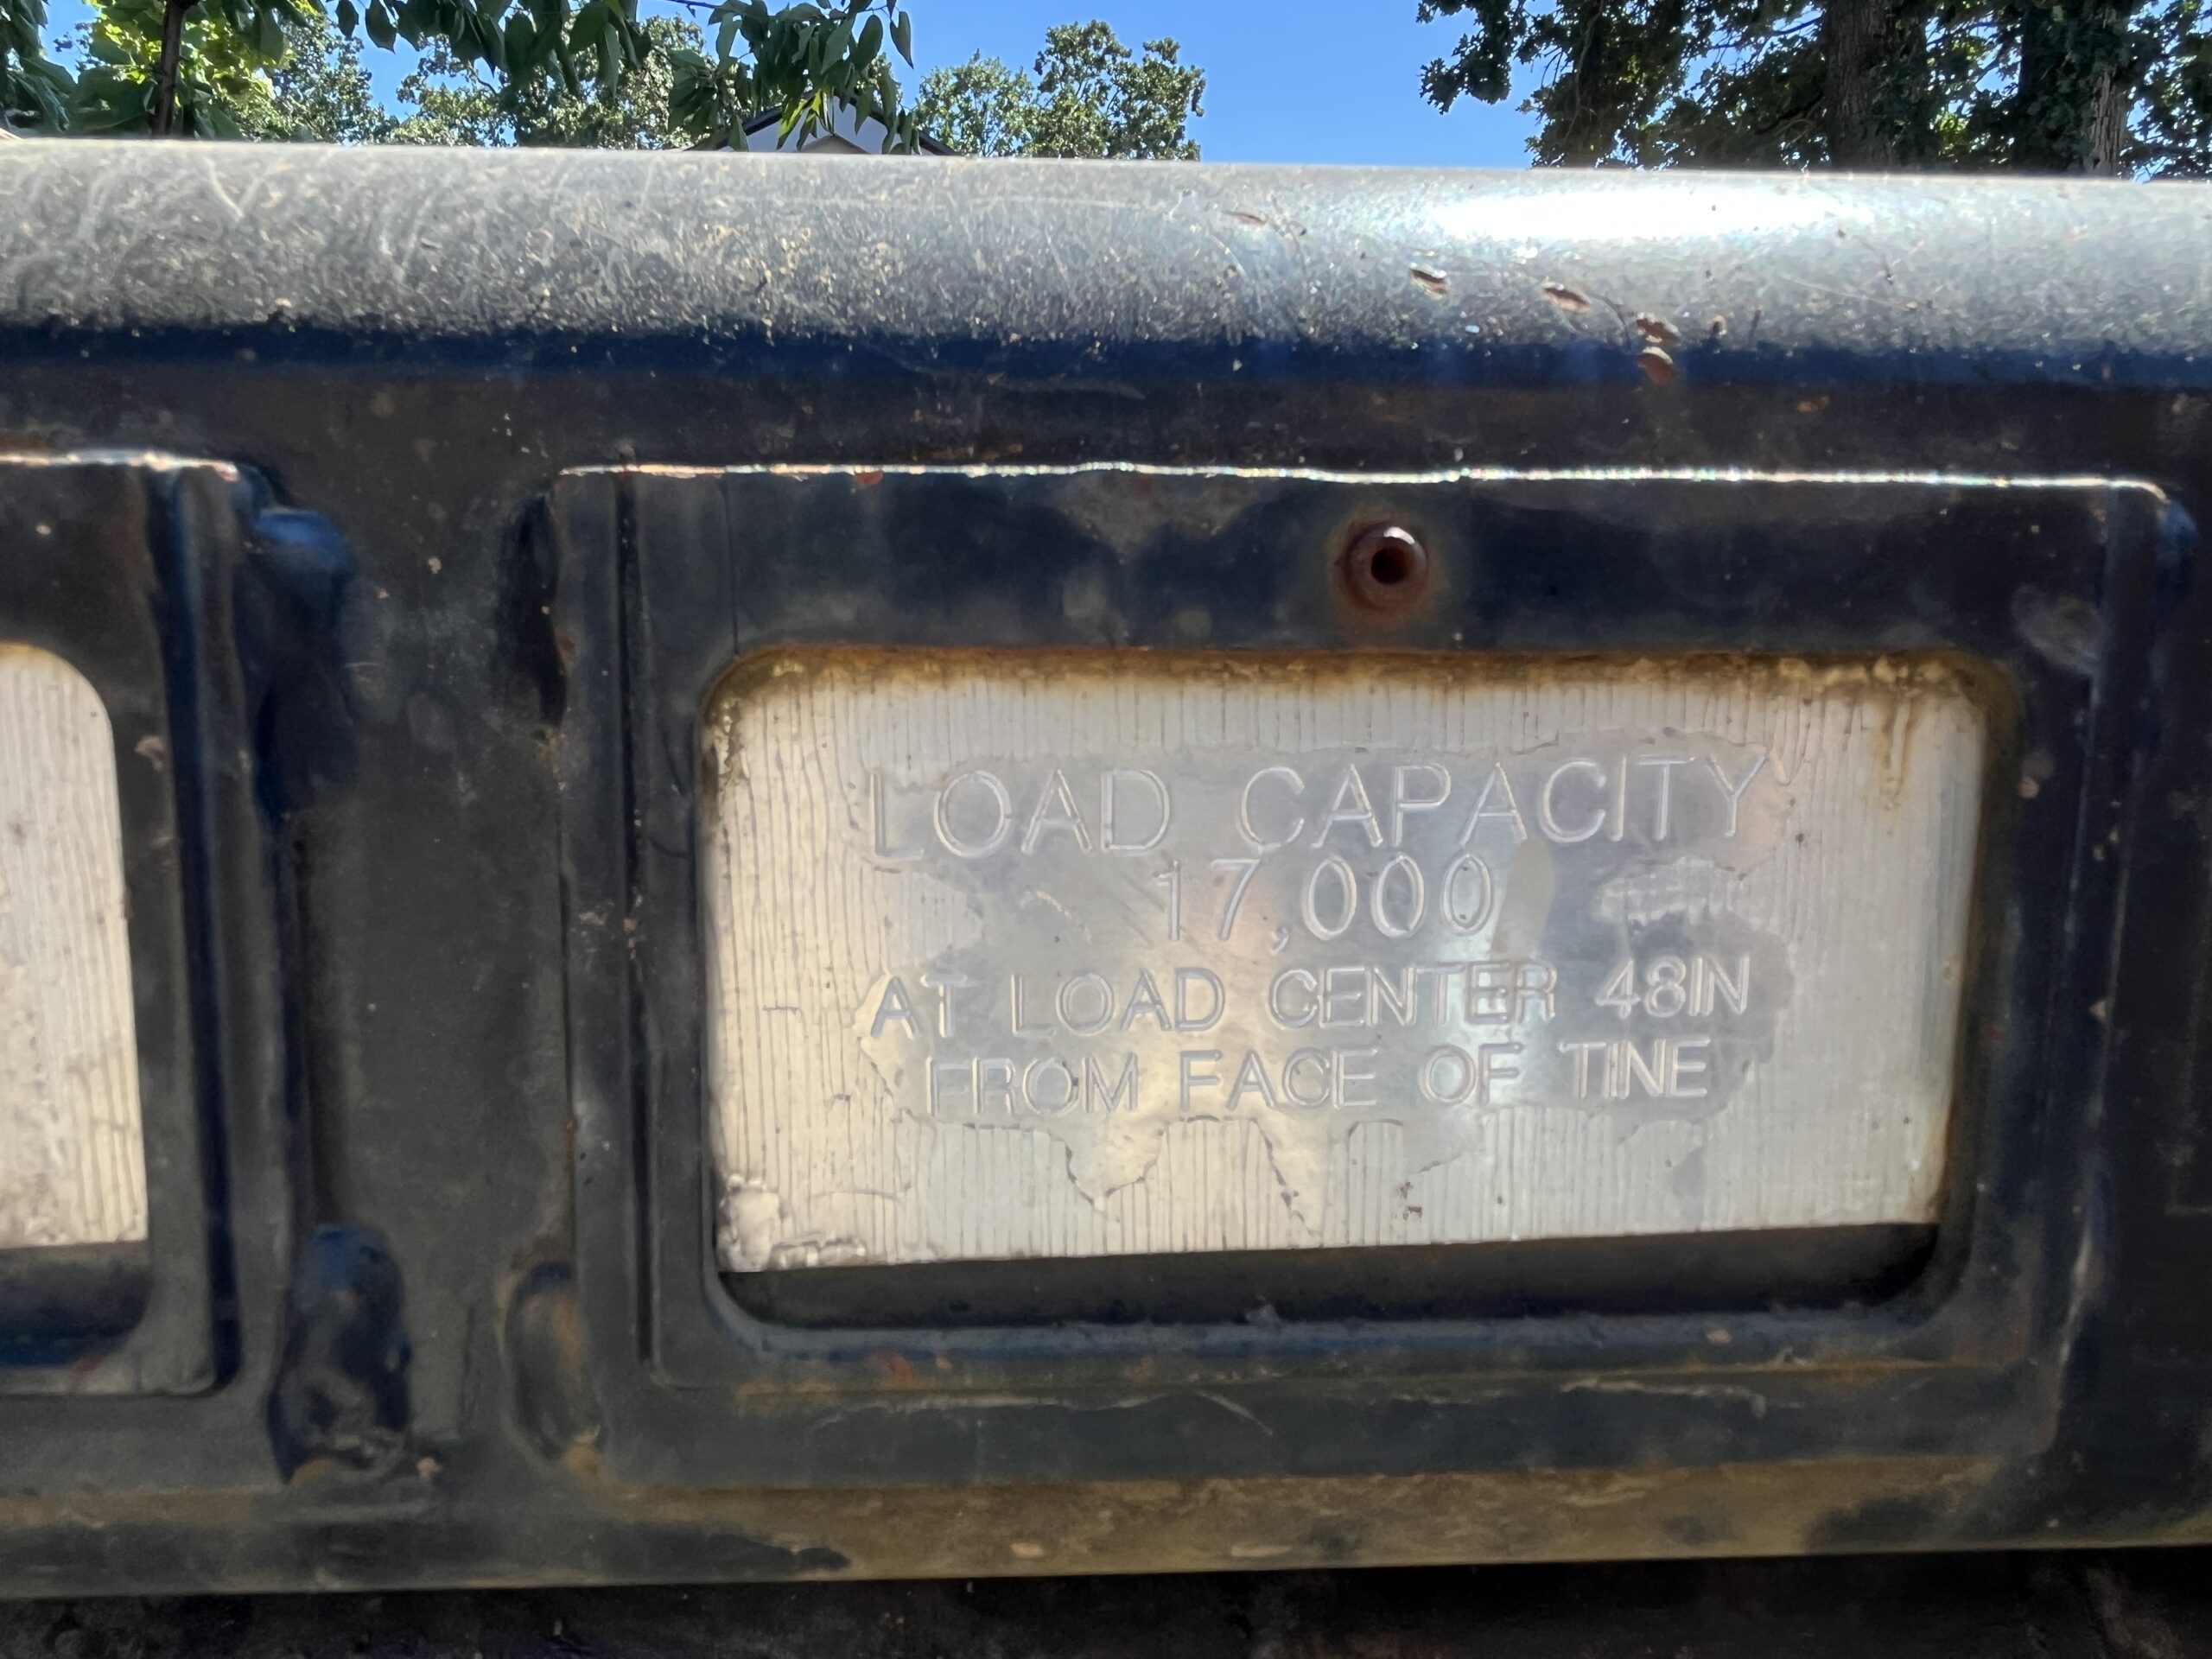 LOAD CAPACITY
17,000
AT LOAD CENTER 48IN
FROM FACE OF TINE